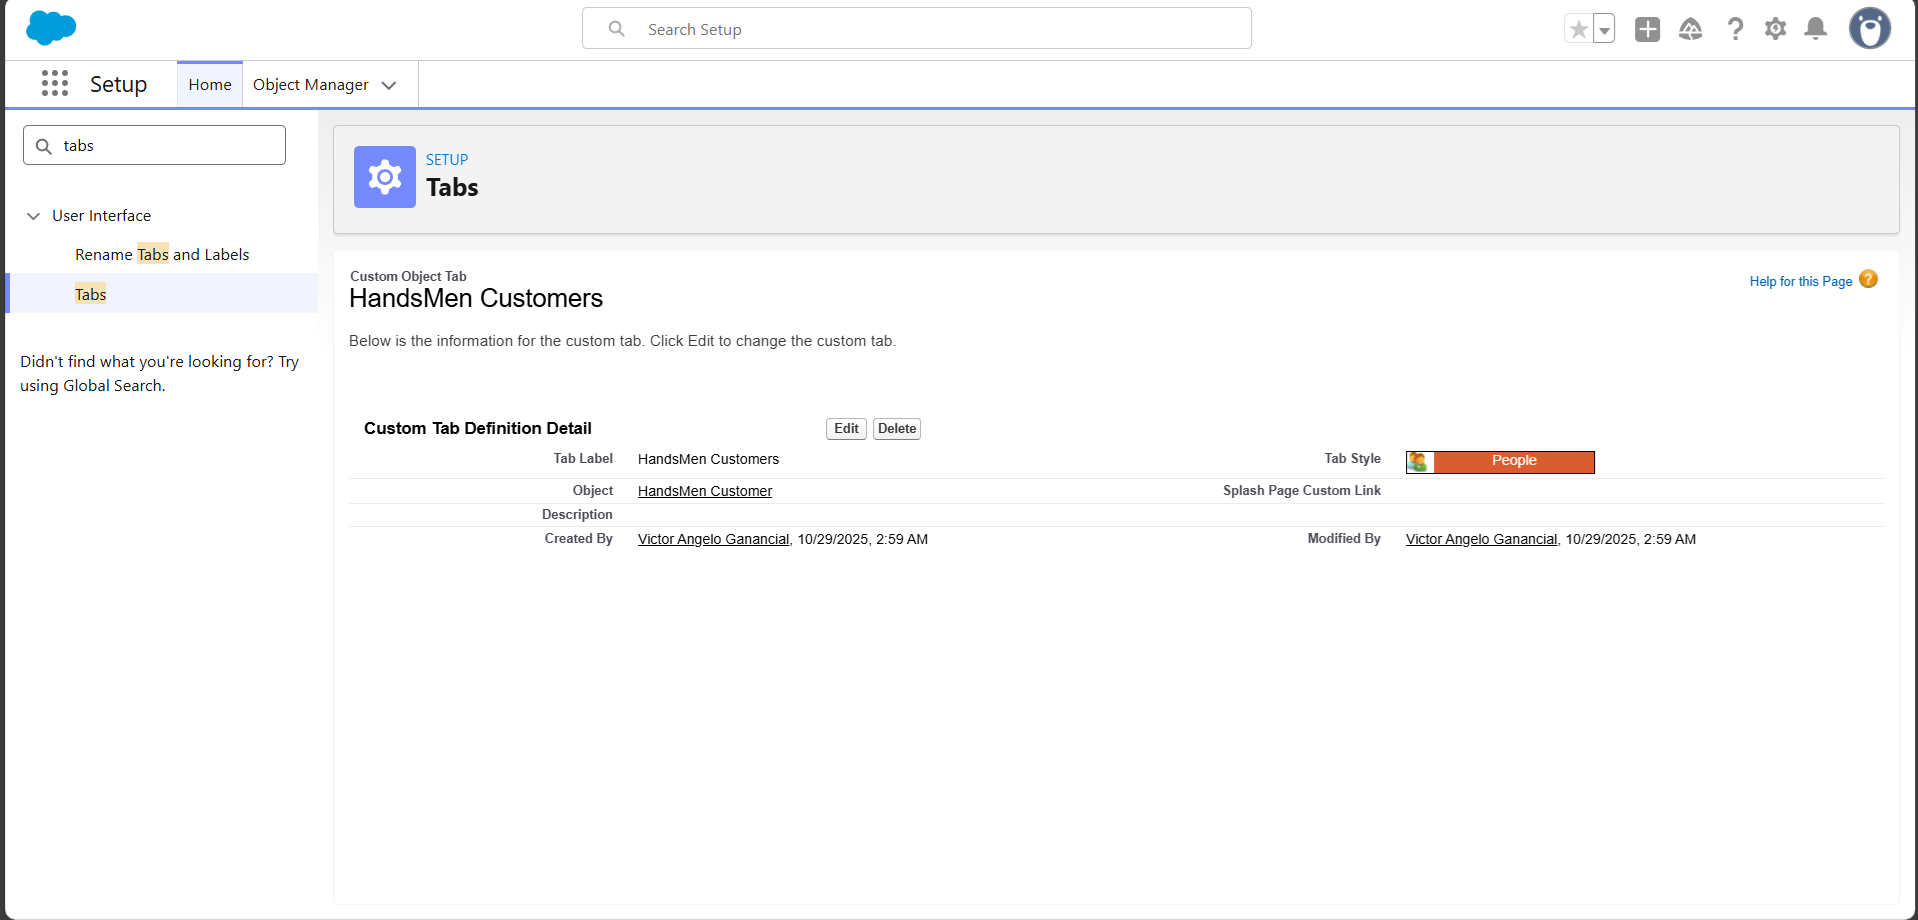 Search Setup
Setup
Home
Object Manager
tabs
User Interface
Rename Tabs and Labels
Tabs
Didn't find what you're looking for? Try
using Global Search.
SETUP
Tabs
Custom Object Tab
HandsMen Customers
Help for this Page
Below is the information for the custom tab. Click Edit to change the custom tab.
Custom Tab Definition Detail Edit Delete
Tab Label HandsMen Customers Tab Style People
Object HandsMen Customer Splash Page Custom Link
Description
Created By Victor Angelo Ganancial, 10/29/2025, 2:59 AM Modified By Victor Angelo Ganancial, 10/29/2025, 2:59 AM